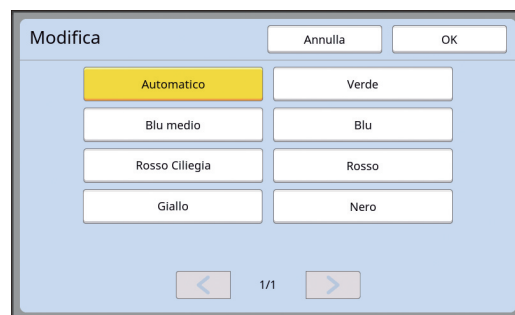 Modifica Annulla OK
Automatico Verde
Blu medio Blu
Rosso Ciliegia Rosso
Giallo Nero
1/1